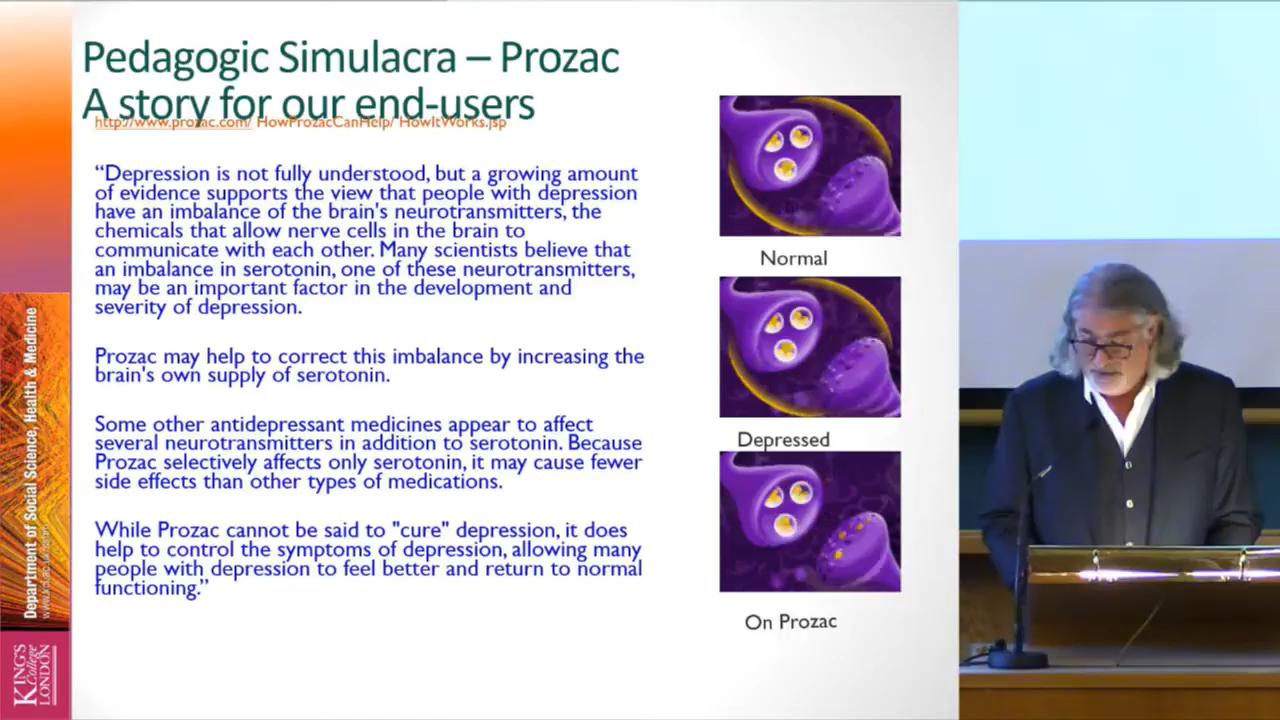 Pedagogic Simulacra – Prozac
A story for our end-users
http://www.prozac.com/ HowProzacCanHelp/ HowItWorks.jsp
“Depression is not fully understood, but a growing amount
of evidence supports the view that people with depression
have an imbalance of the brain's neurotransmitters, the
chemicals that allow nerve cells in the brain to
communicate with each other. Many scientists believe that
an imbalance in serotonin, one of these neurotransmitters,
may be an important factor in the development and
severity of depression.
Prozac may help to correct this imbalance by increasing the
brain's own supply of serotonin.
Some other antidepressant medicines appear to affect
several neurotransmitters in addition to serotonin. Because
Prozac selectively affects only serotonin, it may cause fewer
side effects than other types of medications.
While Prozac cannot be said to "cure" depression, it does
help to control the symptoms of depression, allowing many
people with depression to feel better and return to normal
functioning.”
Normal
Depressed
On Prozac
Department of Social Science, Health & Medicine
KING'S
College
LONDON